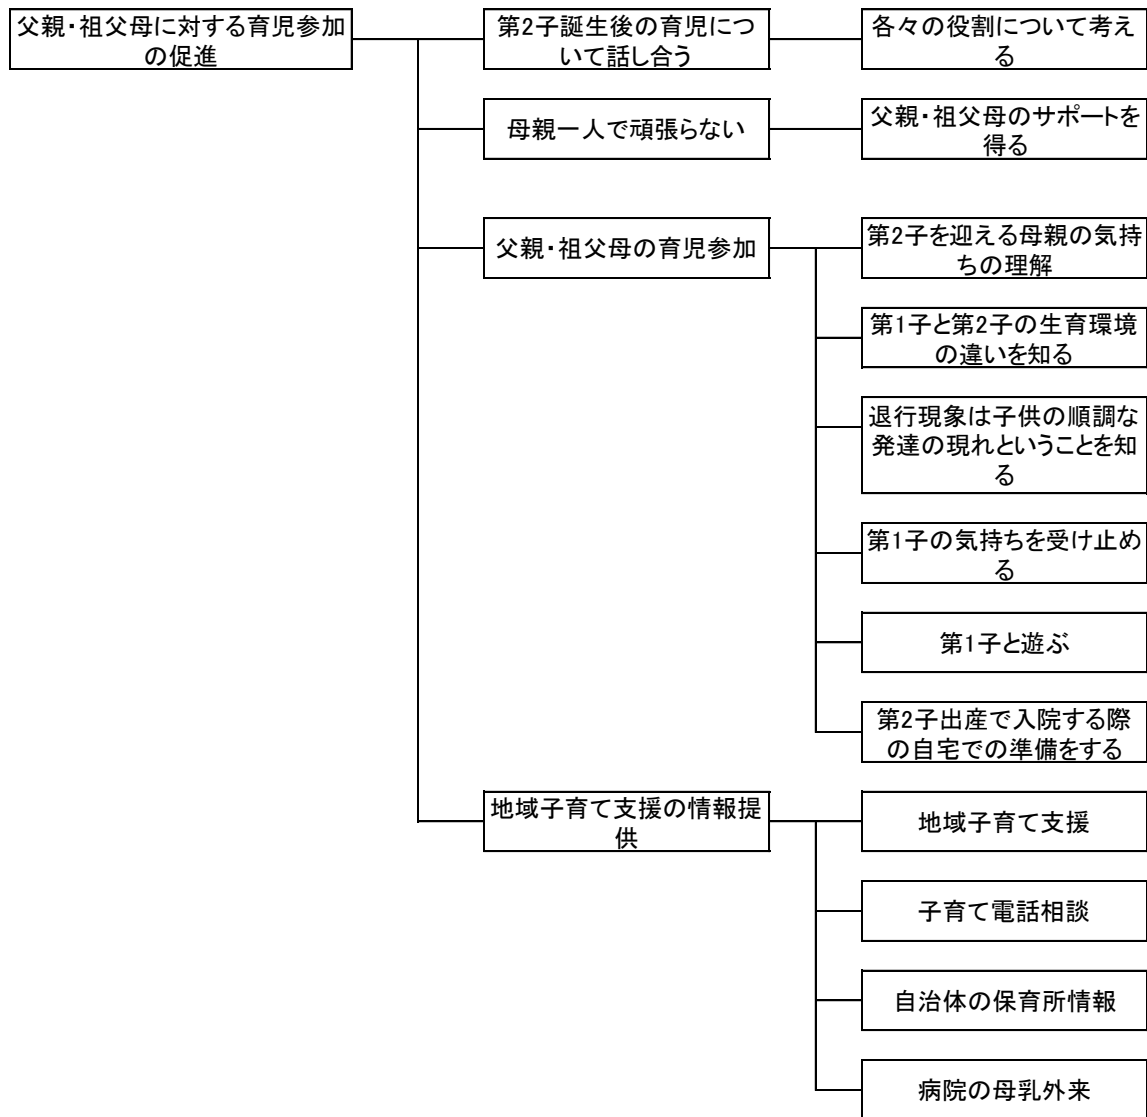 父親・祖父母に対する育児参加
の促進
第2子誕生後の育児につ
いて話し合う
各々の役割について考え
る
母親一人で頑張らない
父親・祖父母のサポートを
得る
父親・祖父母の育児参加
第2子を迎える母親の気持
ちの理解
第1子と第2子の生育環境
の違いを知る
退行現象は子供の順調な
発達の現れということを知
る
第1子の気持ちを受け止め
る
第1子と遊ぶ
第2子出産で入院する際
の自宅での準備をする
地域子育て支援の情報提
供
地域子育て支援
子育て電話相談
自治体の保育所情報
病院の母乳外来